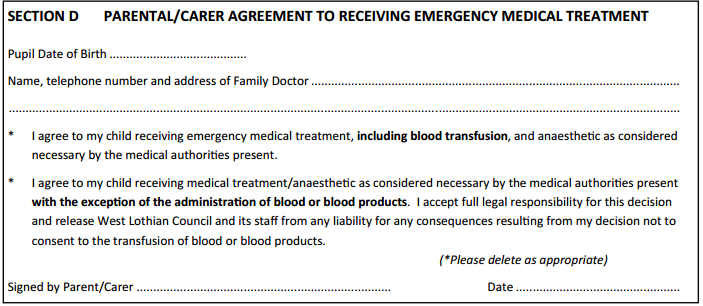 SECTION D PARENTAL/CARER AGREEMENT TO RECEIVING EMERGENCY MEDICAL TREATMENT
Pupil Date of Birth .........................................
Name, telephone number and address of Family Doctor ...............................................................................................................
..........................................................................................................................................................................................................
* I agree to my child receiving emergency medical treatment, including blood transfusion, and anaesthetic as considered
necessary by the medical authorities present.
* I agree to my child receiving medical treatment/anaesthetic as considered necessary by the medical authorities present
with the exception of the administration of blood or blood products. I accept full legal responsibility for this decision
and release West Lothian Council and its staff from any liability for any consequences resulting from my decision not to
consent to the transfusion of blood or blood products.
(*Please delete as appropriate)
Signed by Parent/Carer ............................................................................. Date .................................................